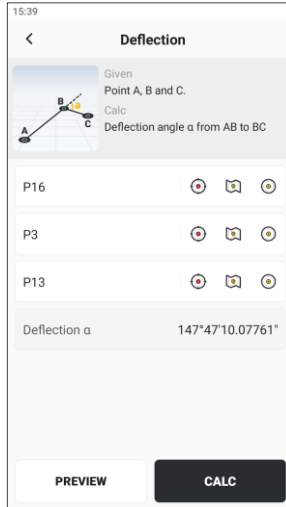 15:39
Deflection
Given
Point A, B and C.
Calc
Deflection angle α from AB to BC
B
α
A
C
P16
P3
P13
Deflection α 147°47'10.07761"
PREVIEW CALC